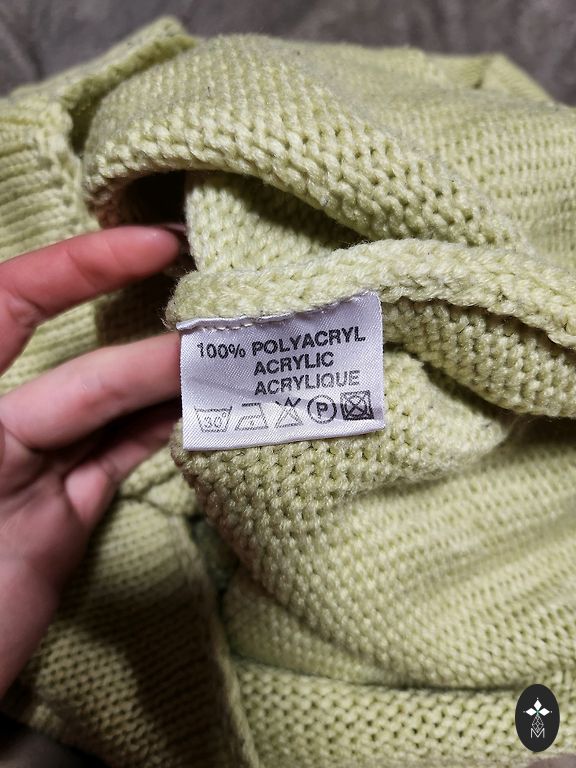 100% POLYACRYL
ACRYLIC
ACRYLIQUE
30° P
M